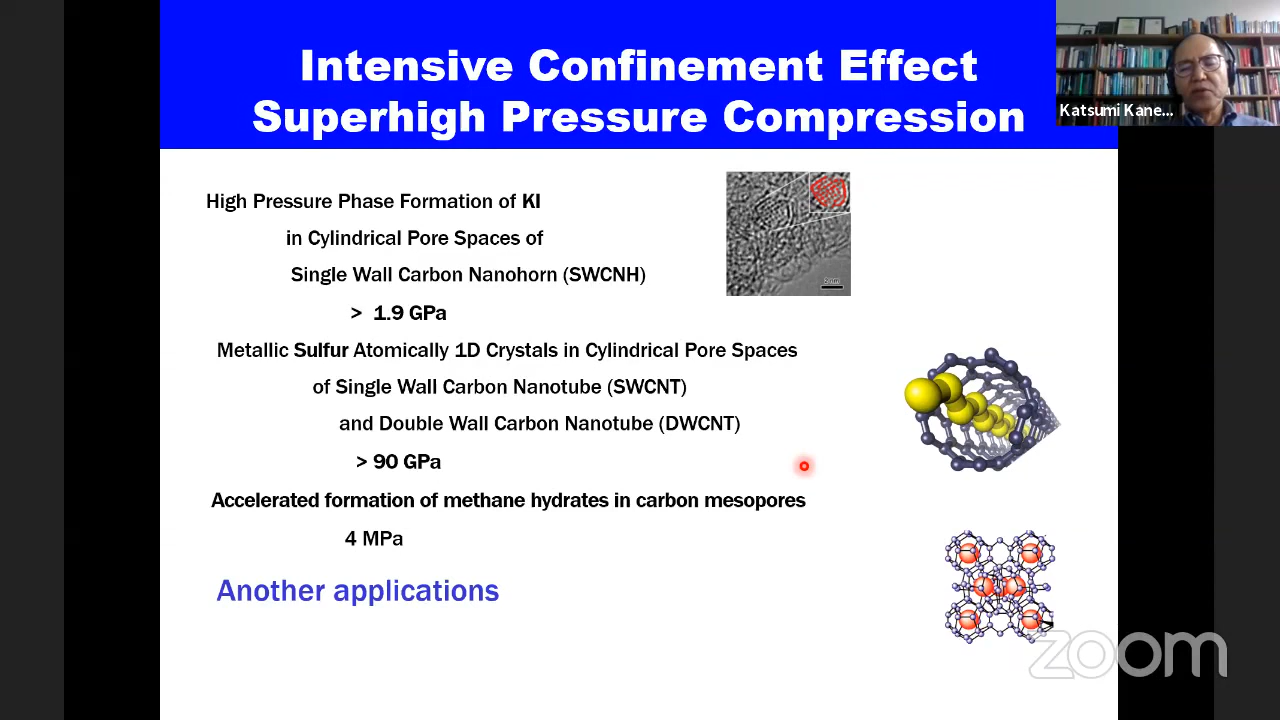 Intensive Confinement Effect
Superhigh Pressure Compression
Katsumi Kane...
High Pressure Phase Formation of KI
in Cylindrical Pore Spaces of
Single Wall Carbon Nanohorn (SWCNH)
> 1.9 GPa
2 nm
Metallic Sulfur Atomically 1D Crystals in Cylindrical Pore Spaces
of Single Wall Carbon Nanotube (SWCNT)
and Double Wall Carbon Nanotube (DWCNT)
> 90 GPa
Accelerated formation of methane hydrates in carbon mesopores
4 MPa
Another applications
zoom